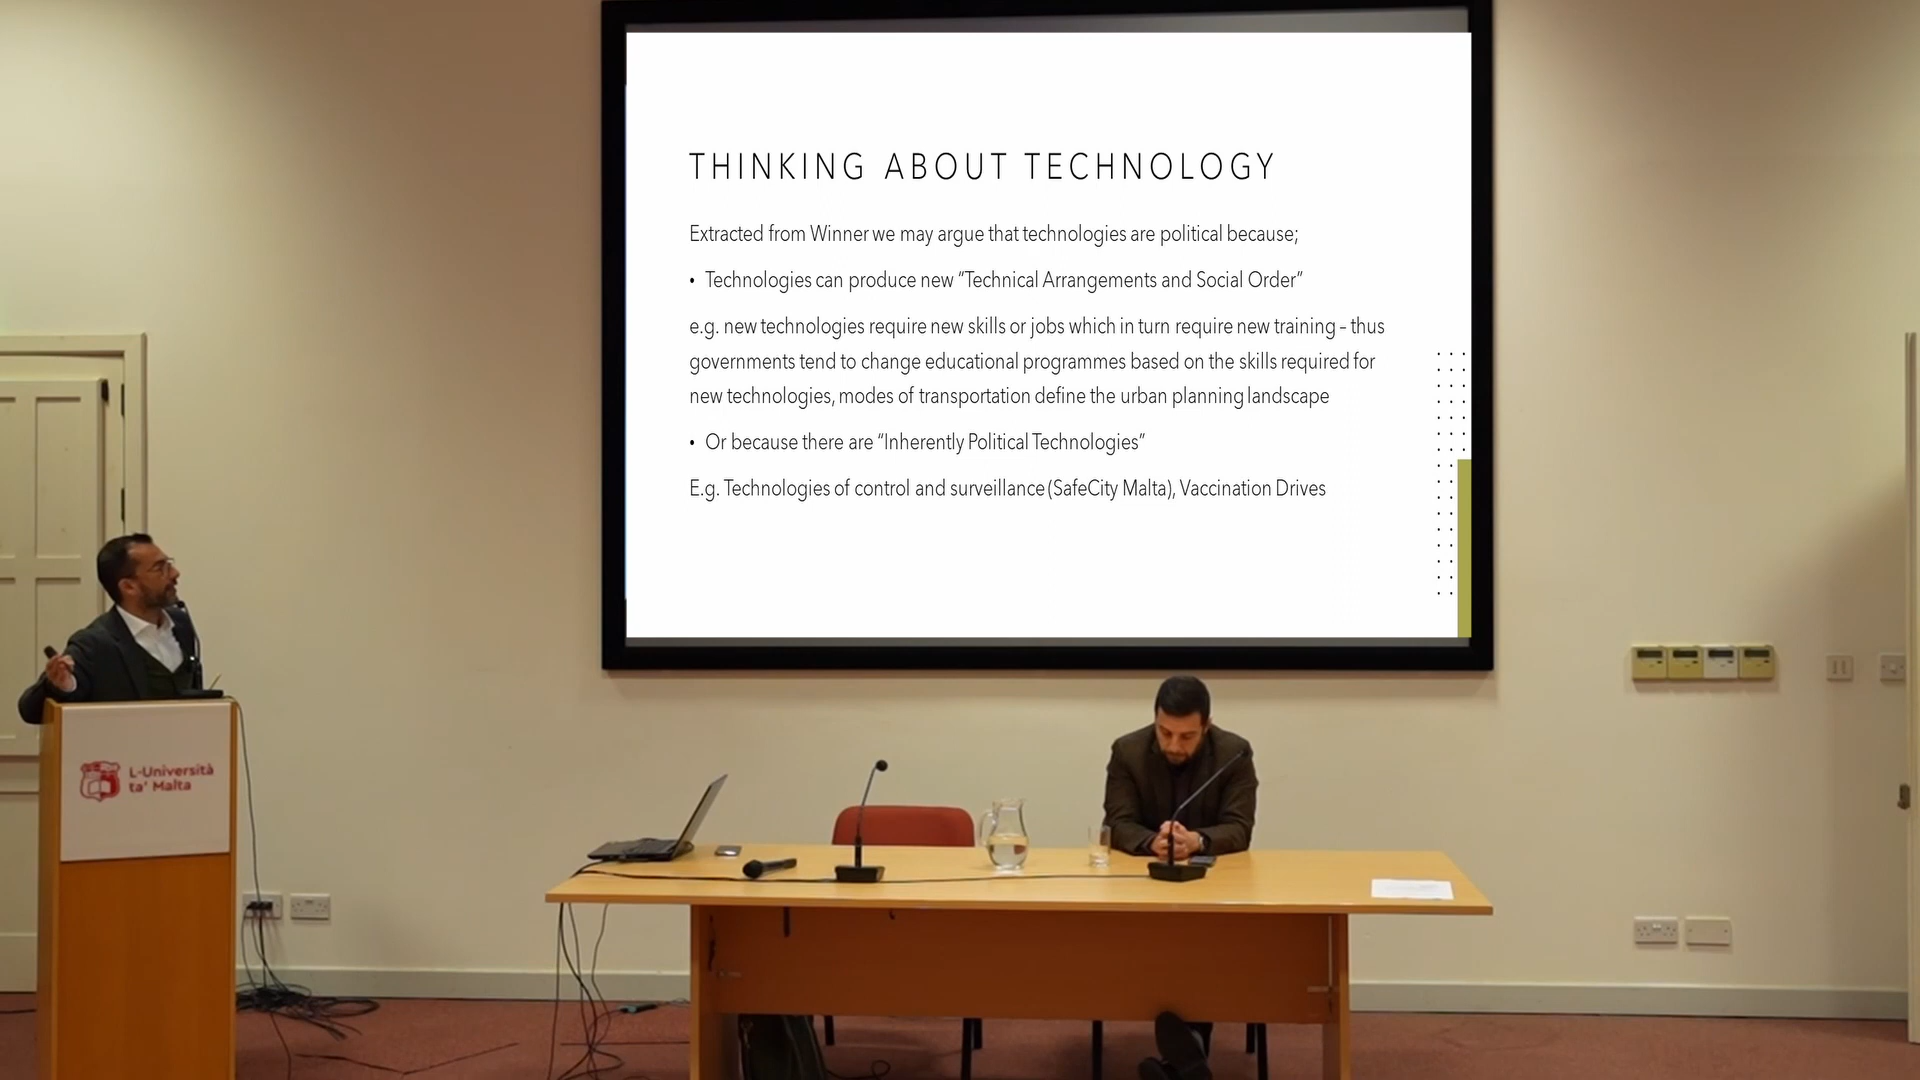 THINKING ABOUT TECHNOLOGY
Extracted from Winner we may argue that technologies are political because;
• Technologies can produce new “Technical Arrangements and Social Order”
e.g. new technologies require new skills or jobs which in turn require new training – thus
governments tend to change educational programmes based on the skills required for
new technologies, modes of transportation define the urban planning landscape
• Or because there are “Inherently Political Technologies”
E.g. Technologies of control and surveillance (SafeCity Malta), Vaccination Drives
L-Università
ta' Malta